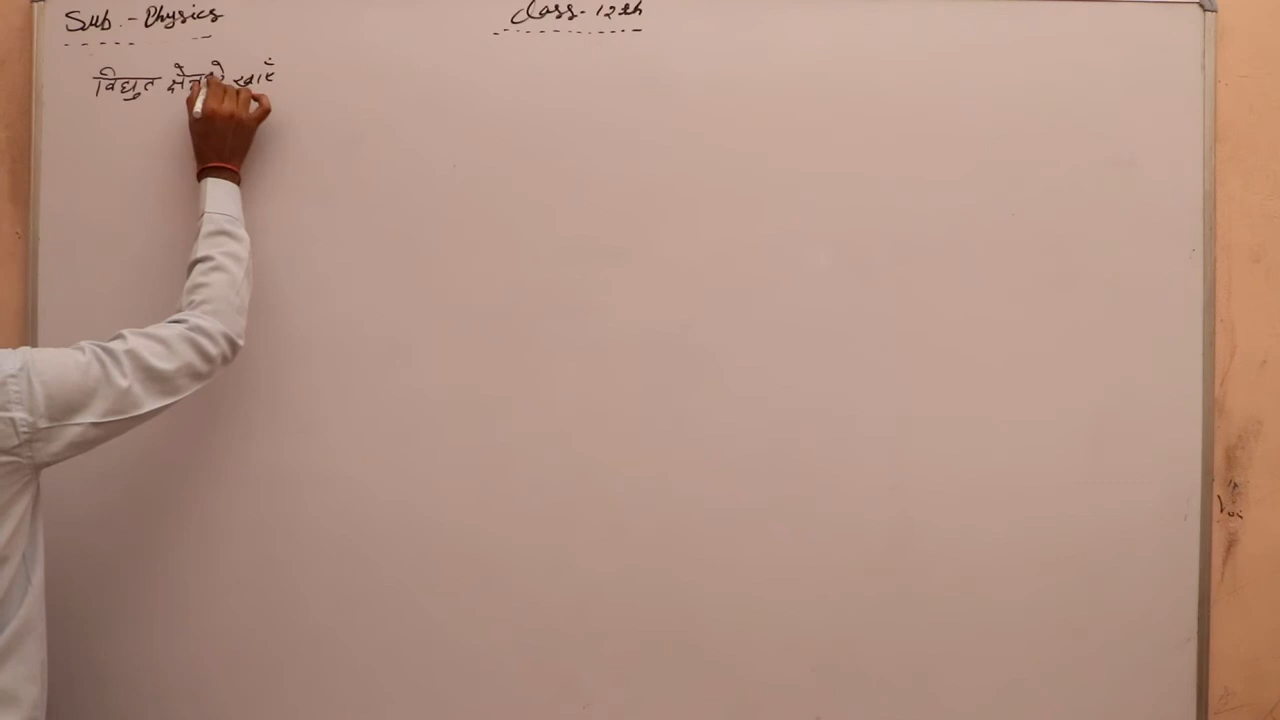 Sub.- Physics
Class- 12th
विद्युत क्षेत्र रेखाएं